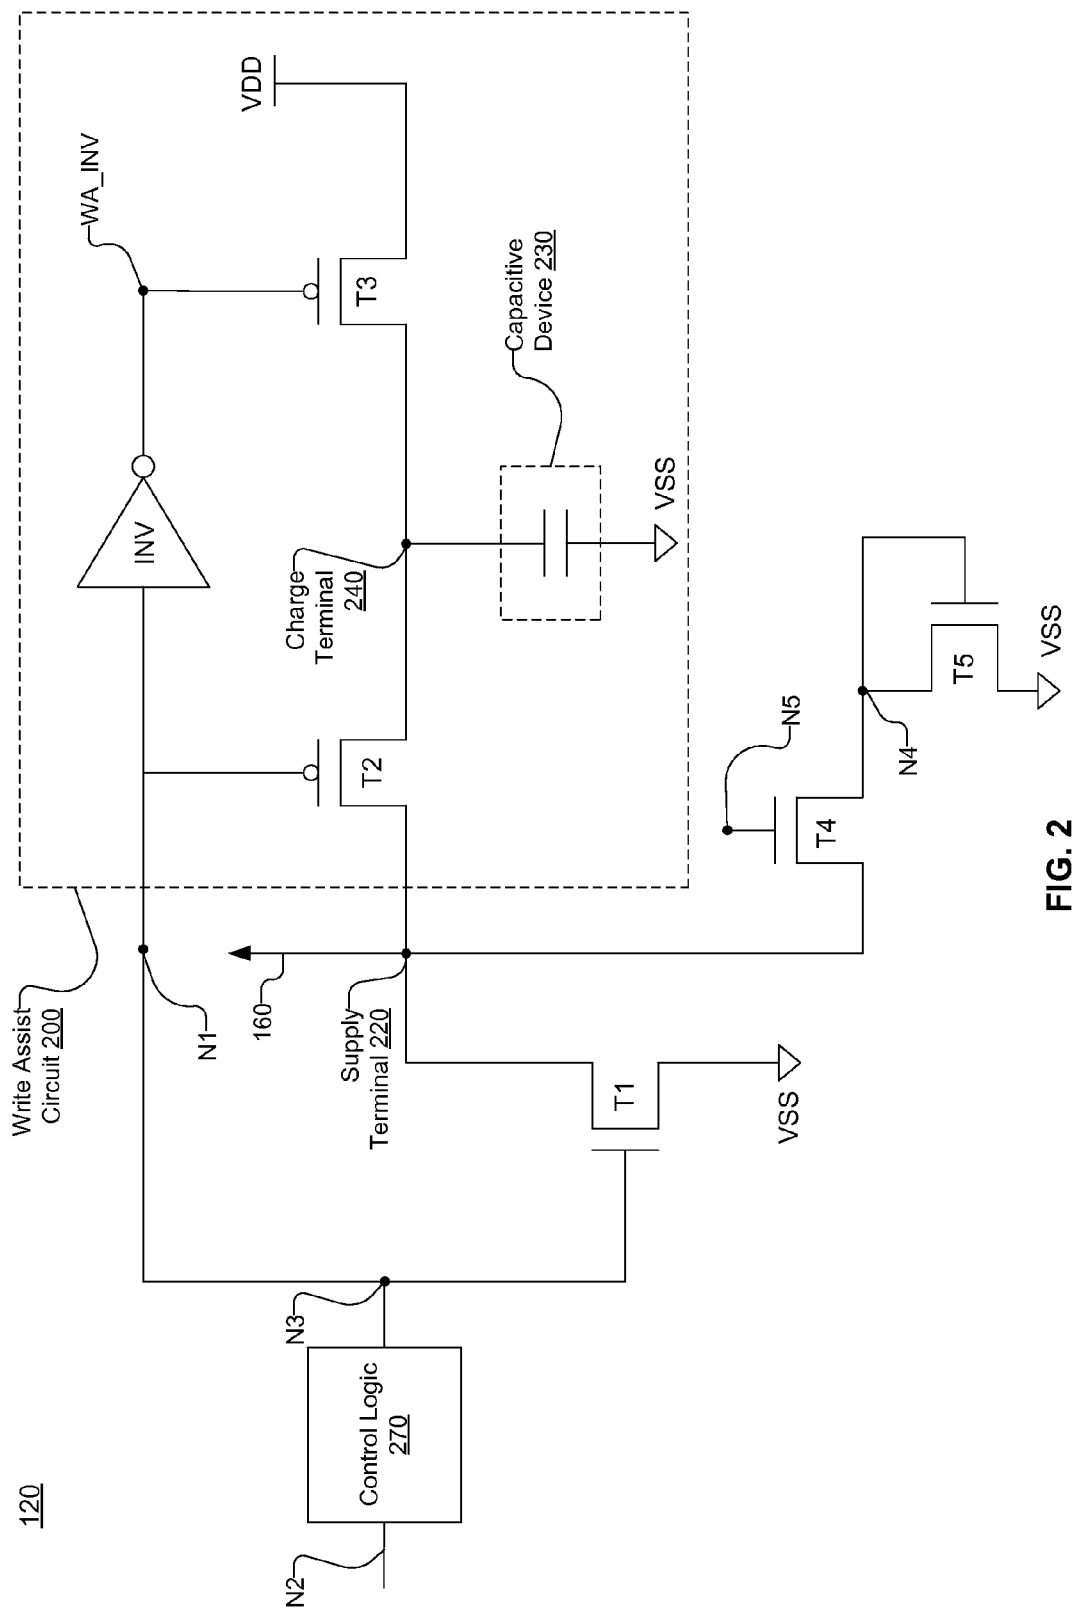 120
Write Assist
Circuit 200
WA_INV
INV
N1
VDD
160
T2
T3
Charge
Terminal
240
Supply
Terminal 220
Capacitive
Device 230
VSS
N3
Control Logic
270
N2
T1
VSS
N5
T4
N4
T5
VSS
FIG. 2